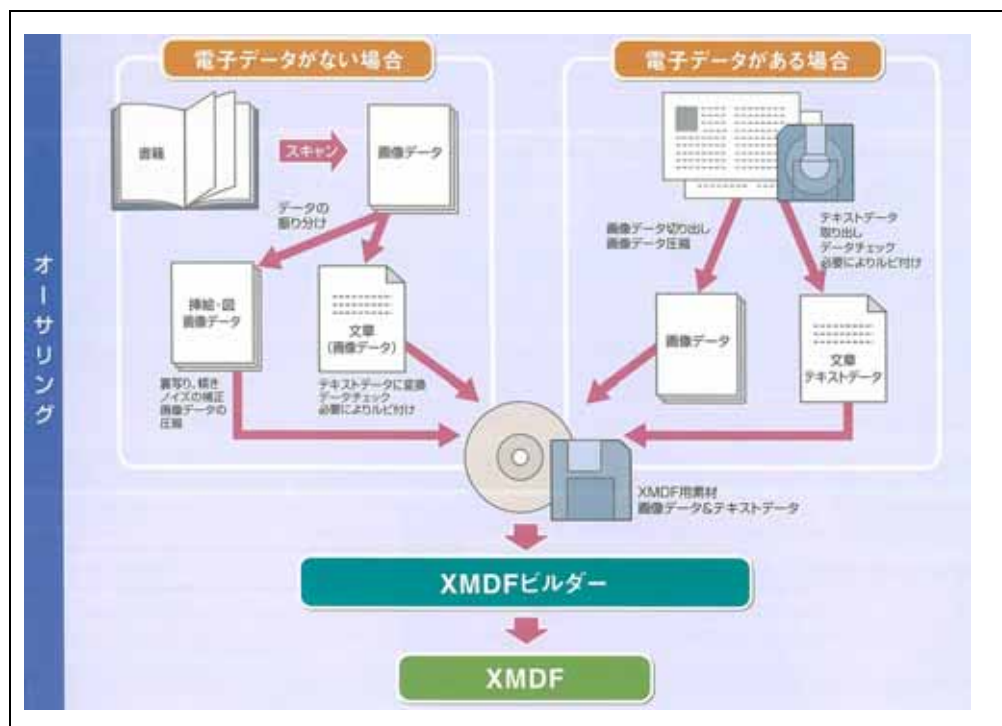 電子データがない場合
書籍
スキャン
画像データ
データの
振り分け
挿絵・図
画像データ
文章
(画像データ)
裏写り、傾き
ノイズの補正
画像データの
圧縮
テキストデータに変換
データチェック
必要によりルビ付け
電子データがある場合
画像データ切り出し
画像データ圧縮
テキストデータ
取り出し
データチェック
必要によりルビ付け
画像データ
文章
テキストデータ
オーサリング
XMDF用素材
画像データ&テキストデータ
XMDFビルダー
XMDF